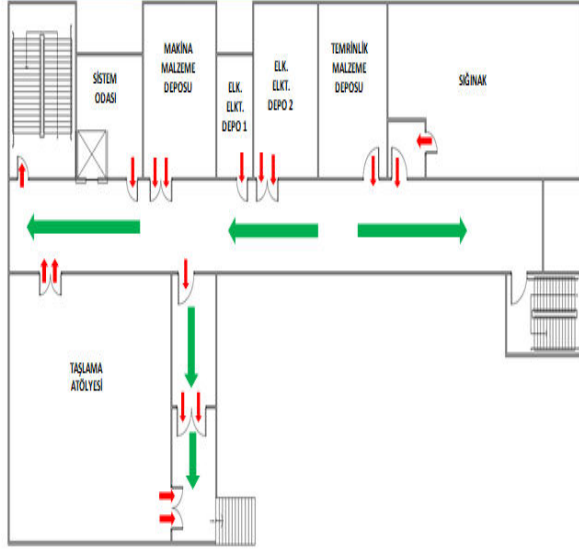 SİSTEM
ODASI
MAKİNA
MALZEME
DEPOSU
ELK.
ELKT.
DEPO 1
ELK.
ELKT.
DEPO 2
TEMRİNLİK
MALZEME
DEPOSU
SIĞINAK
TAŞLAMA
ATÖLYESİ